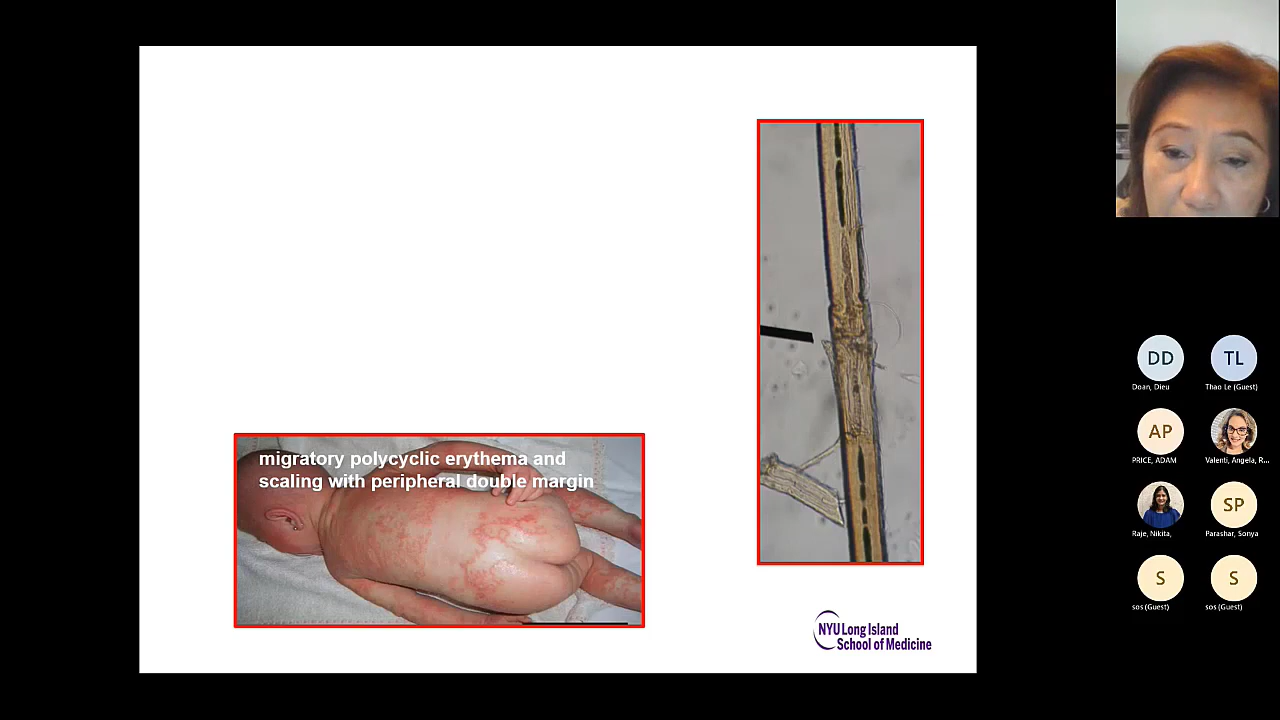 migratory polycyclic erythema and
scaling with peripheral double margin
NYU Long Island
School of Medicine
DD
TL
Doan, Dieu
Thao Le (Guest)
AP
PRICE, ADAM
Valenti, Angela, R...
SP
Raje, Nikita,
Parashar, Sonya
S
S
sos (Guest)
sos (Guest)